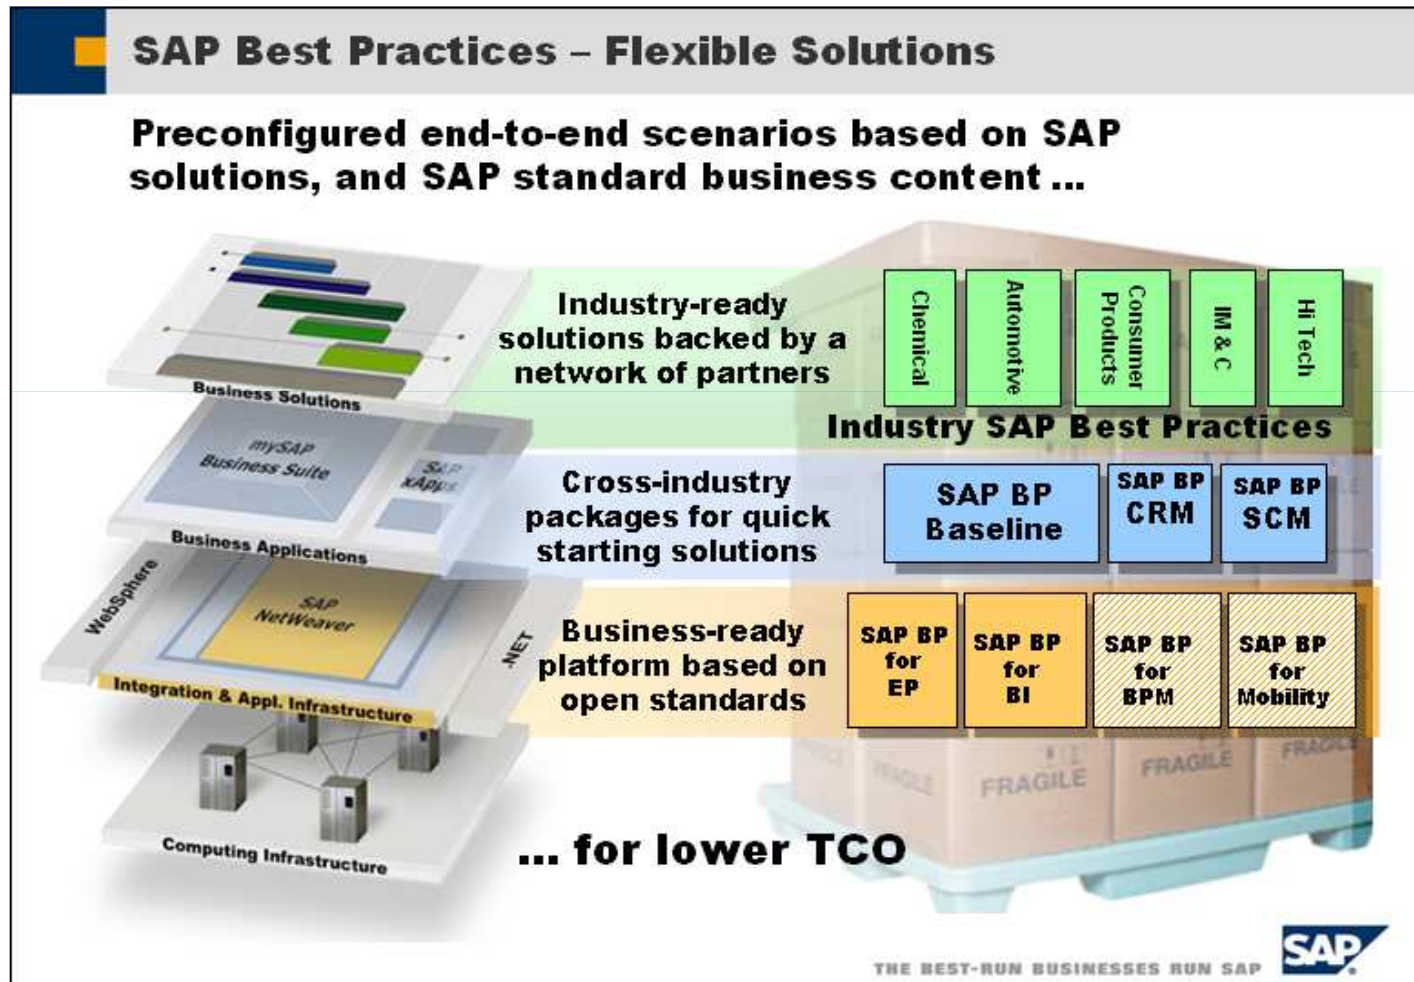 SAP Best Practices – Flexible Solutions
Preconfigured end-to-end scenarios based on SAP
solutions, and SAP standard business content ...
Business Solutions
Industry-ready
solutions backed by a
network of partners
Chemical
Automotive
Consumer
Products
IM & C
Hi Tech
Industry SAP Best Practices
mySAP
Business Suite
SAP
xApps
Business Applications
Cross-industry
packages for quick
starting solutions
SAP BP
Baseline
SAP BP
CRM
SAP BP
SCM
WebSphere
SAP
NetWeaver
.NET
Integration & Appl. Infrastructure
Business-ready
platform based on
open standards
SAP BP
for
EP
SAP BP
for
BI
SAP BP
for
BPM
SAP BP
for
Mobility
FRAGILE
FRAGILE
FRAGILE
FRAGILE
Computing Infrastructure
... for lower TCO
THE BEST-RUN BUSINESSES RUN SAP
SAP